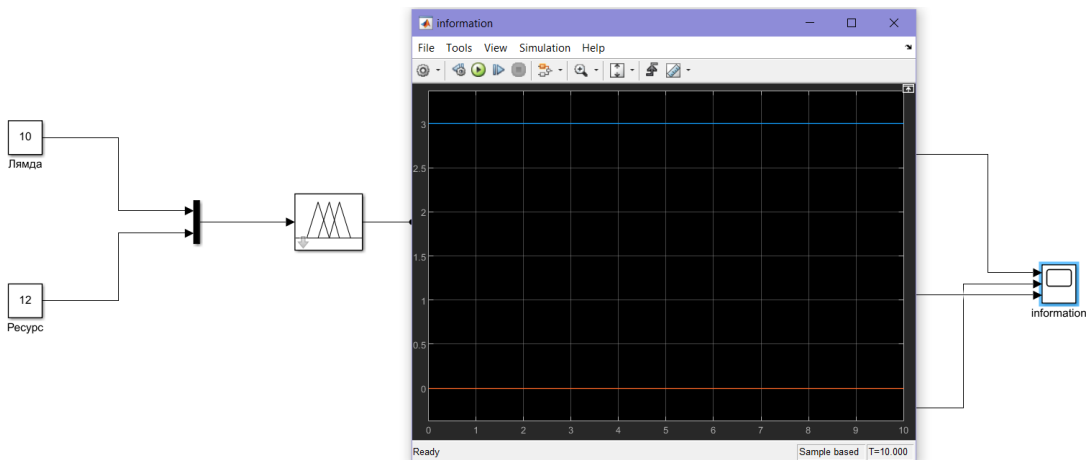 information
File Tools View Simulation Help
10
Лямда
12
Ресурс
3
2.5
2
1.5
1
0.5
0
0 1 2 3 4 5 6 7 8 9 10
Ready
Sample based T=10.000
information